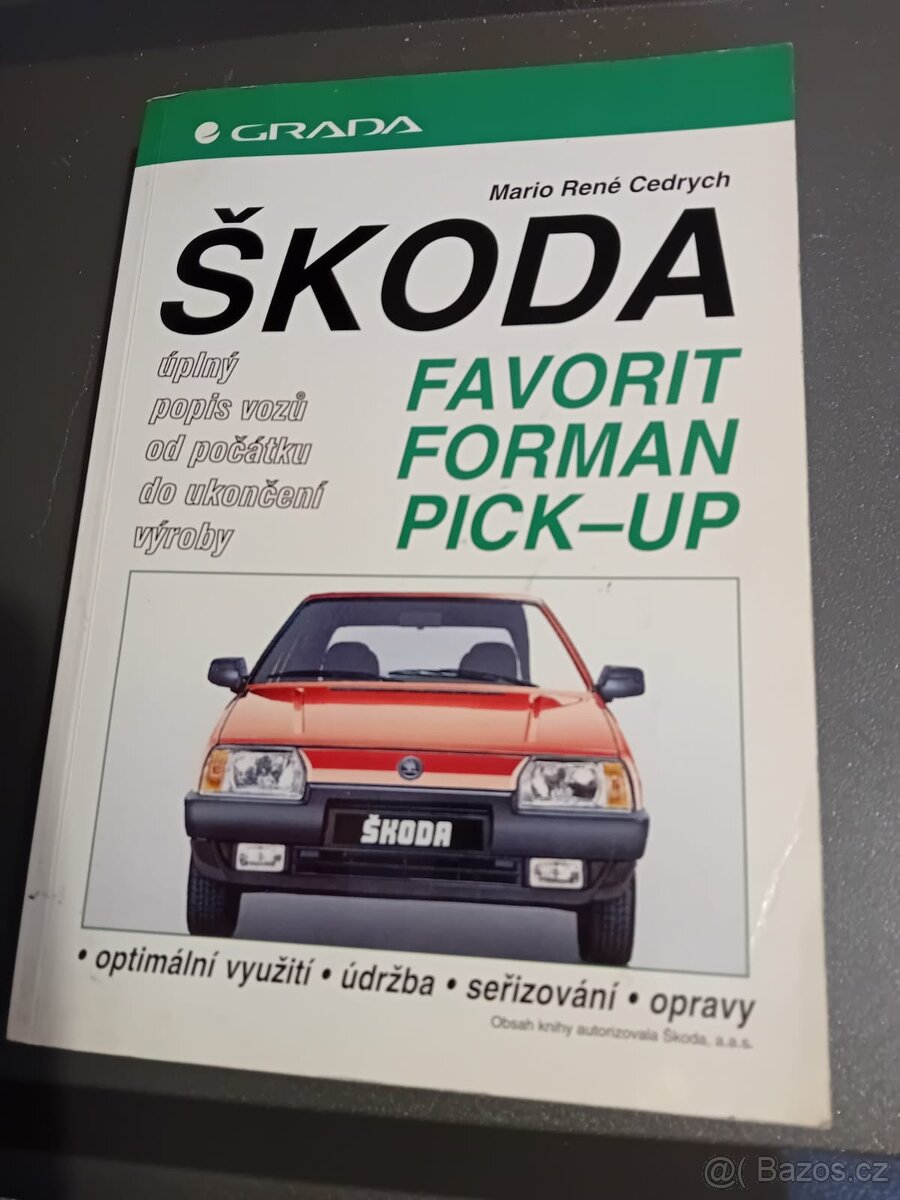 GRADA
Mario René Cedrych
ŠKODA
úplný
popis vozů
od počátku
do ukončení
výroby
FAVORIT
FORMAN
PICK–UP
ŠKODA
• optimální využití • údržba • seřizování • opravy
Obsah knihy autorizovala Škoda, a.a.s.
@( Bazos.cz